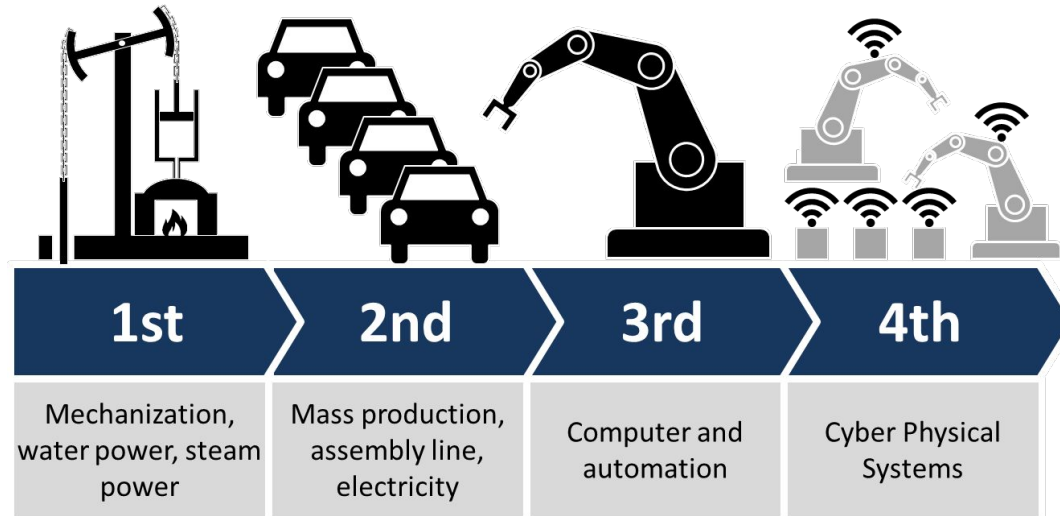 1st
2nd
3rd
4th
Mechanization,
water power, steam
power
Mass production,
assembly line,
electricity
Computer and
automation
Cyber Physical
Systems